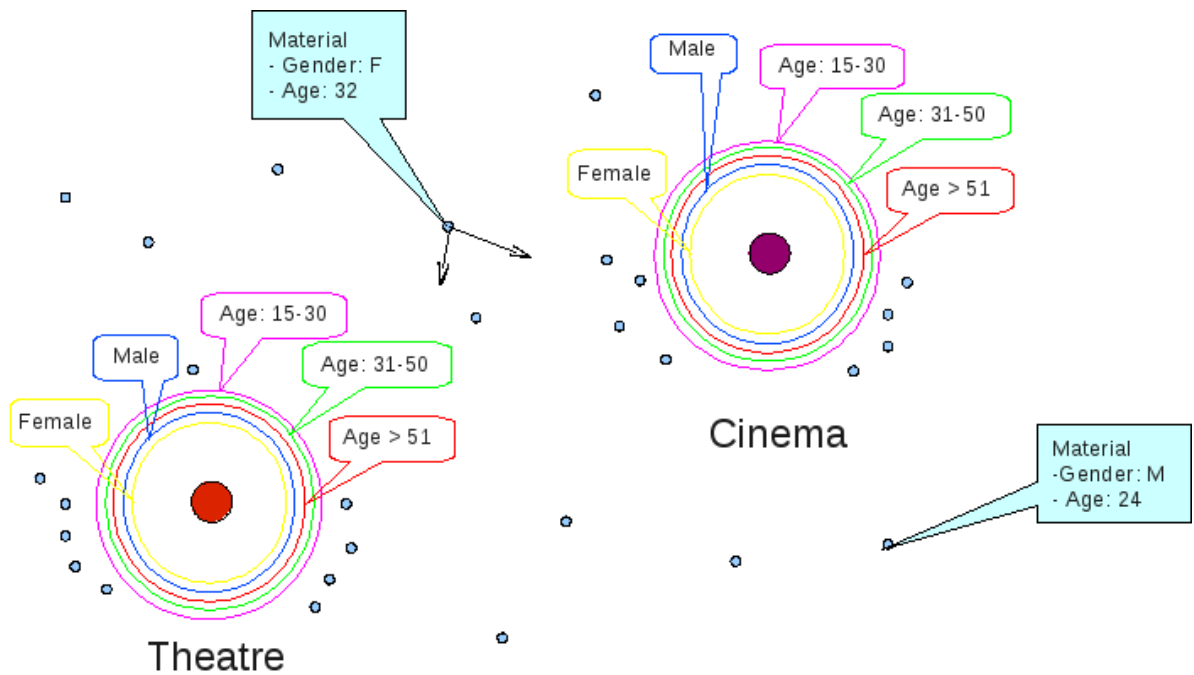 Material
- Gender: F
- Age: 32
Male
Age: 15-30
Age: 31-50
Female
Age > 51
Age: 15-30
Male
Age: 31-50
Female
Age > 51
Cinema
Material
-Gender: M
- Age: 24
Theatre